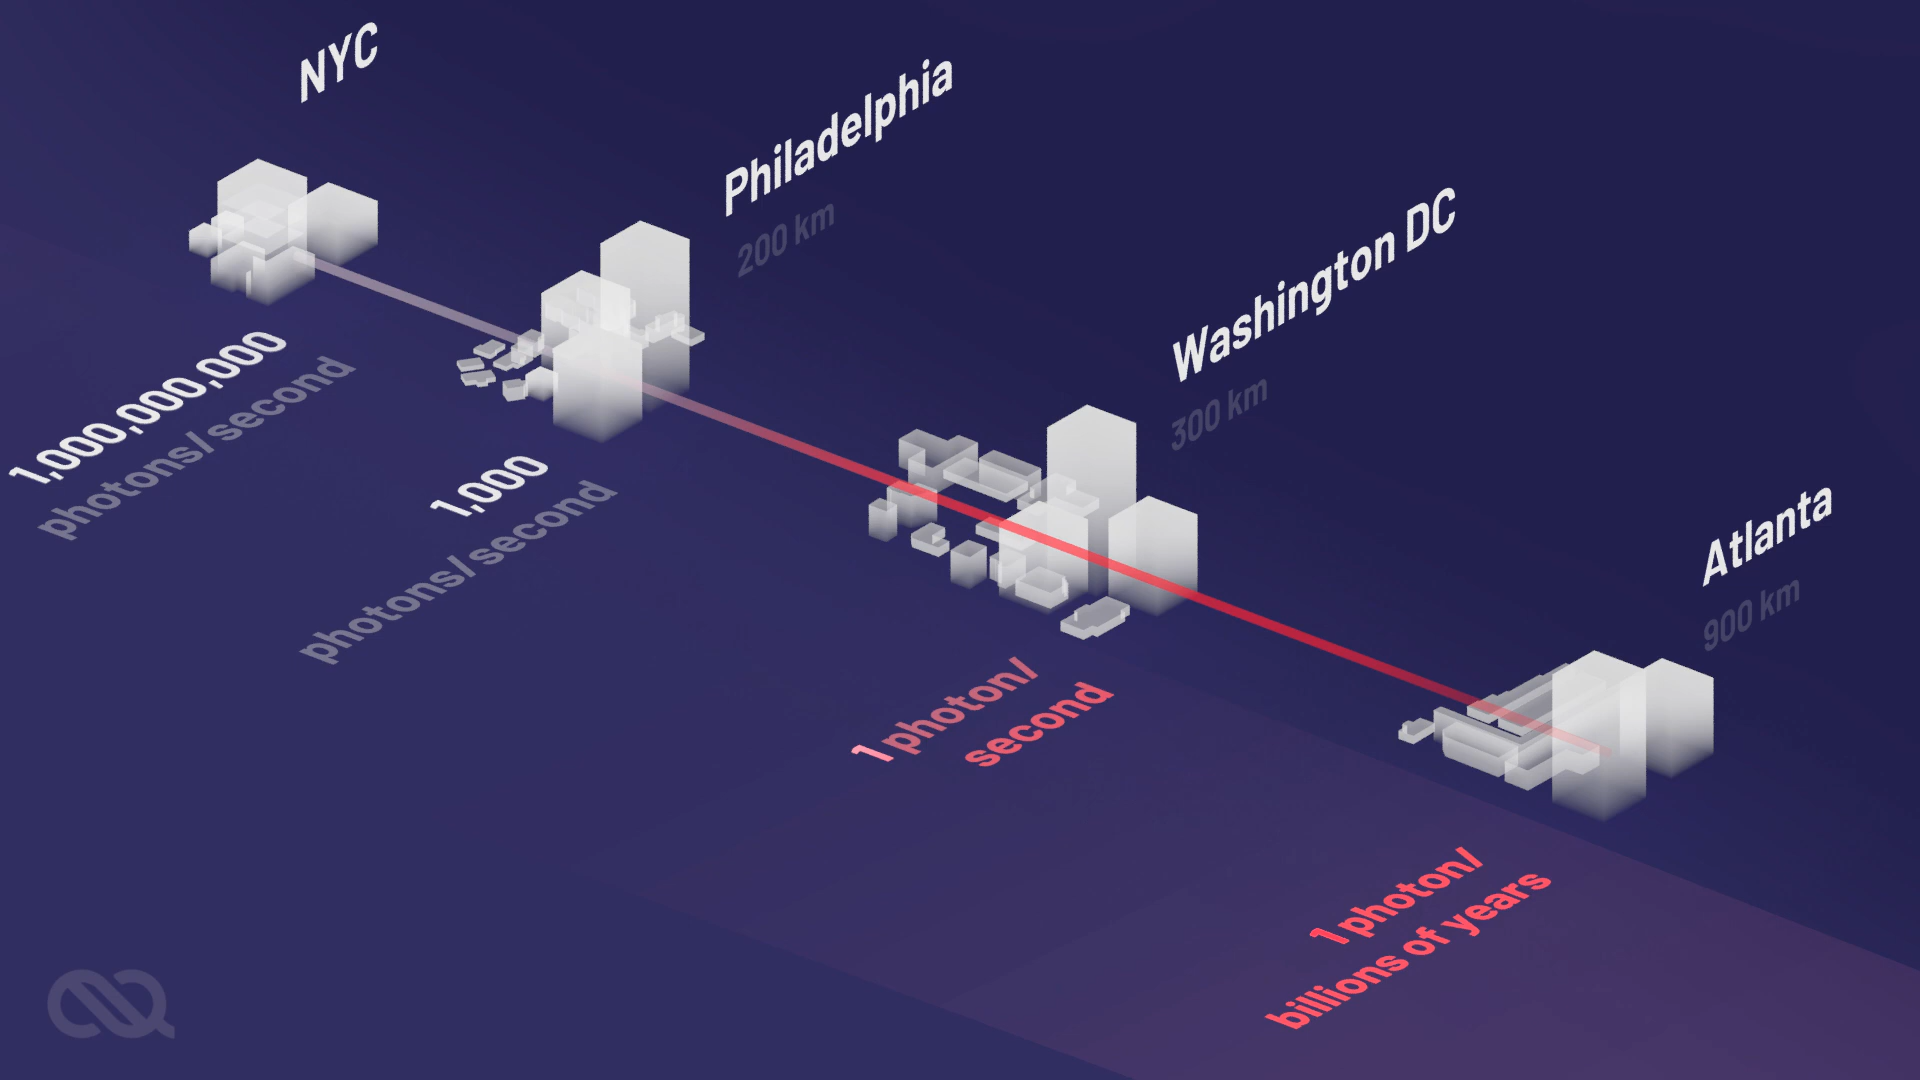 NYC
1,000,000,000
photons/second
Philadelphia
200 km
1,000
photons/second
Washington DC
300 km
1 photon/
second
Atlanta
900 km
1 photon/
billions of years